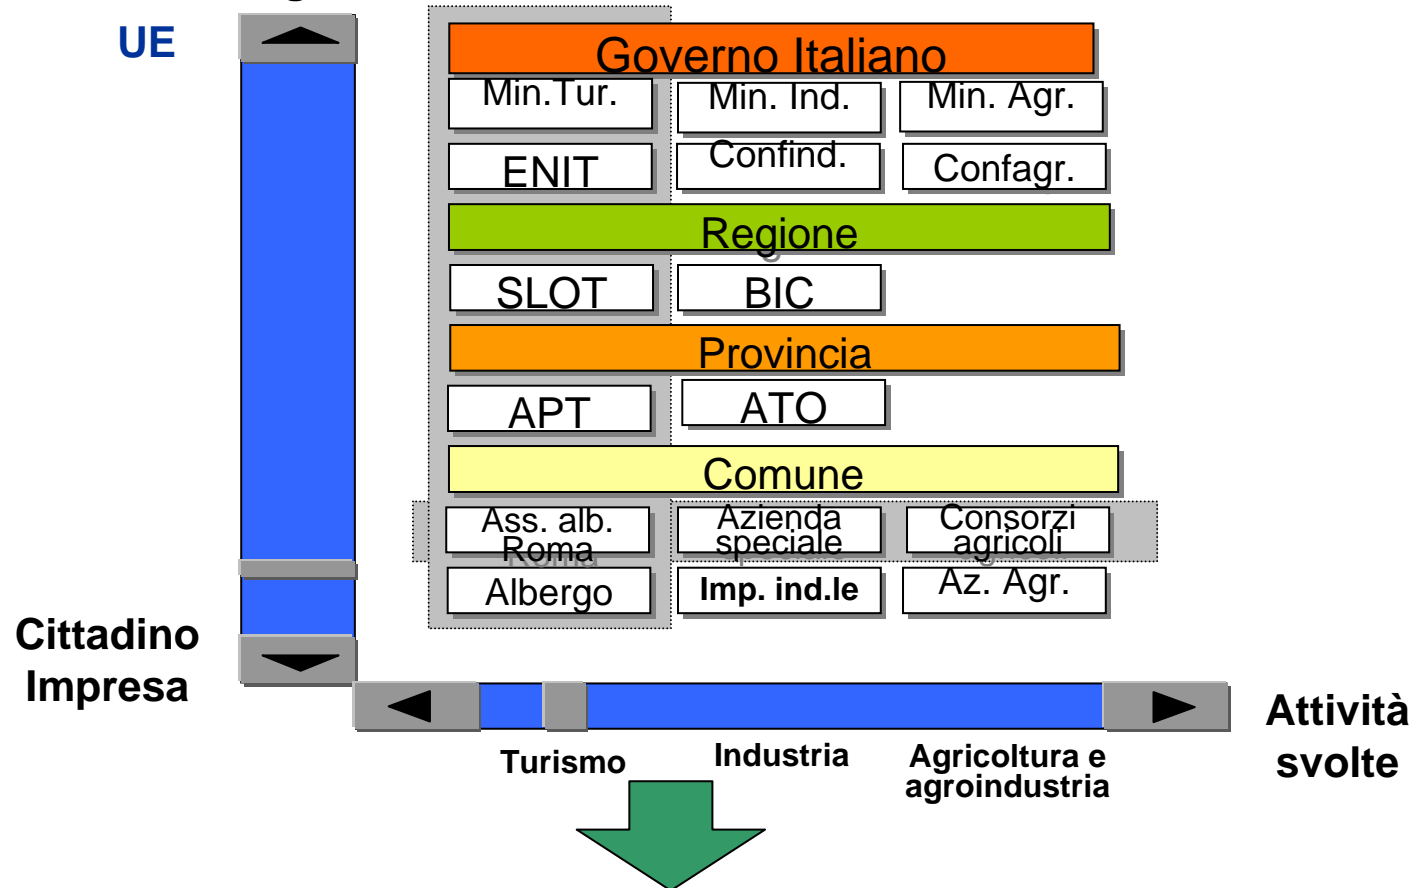 UE
Governo Italiano
Min.Tur.
Min. Ind.
Min. Agr.
ENIT
Confind.
Confagr.
Regione
SLOT
BIC
Provincia
APT
ATO
Comune
Ass. alb.
Roma
Azienda
speciale
Consorzi
agricoli
Albergo
Imp. ind.le
Az. Agr.
Cittadino
Impresa
Attività
svolte
Turismo
Industria
Agricoltura e
agroindustria